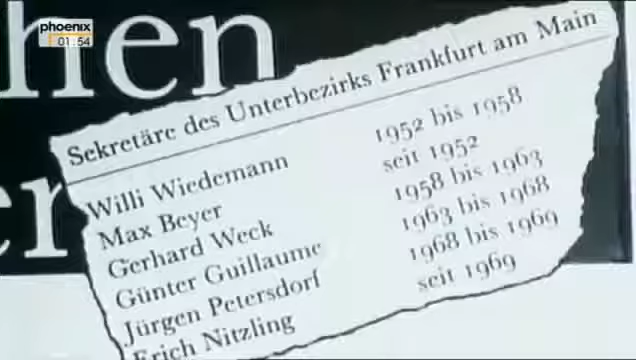 phoenix
01:54
hen
er
Sekretäre des Unterbezirks Frankfurt am Main
Willi Wiedemann 1952 bis 1958
Max Beyer seit 1952
Gerhard Weck 1958 bis 1963
Günter Guillaume 1963 bis 1968
Jürgen Petersdorf 1968 bis 1969
Erich Nitzling seit 1969